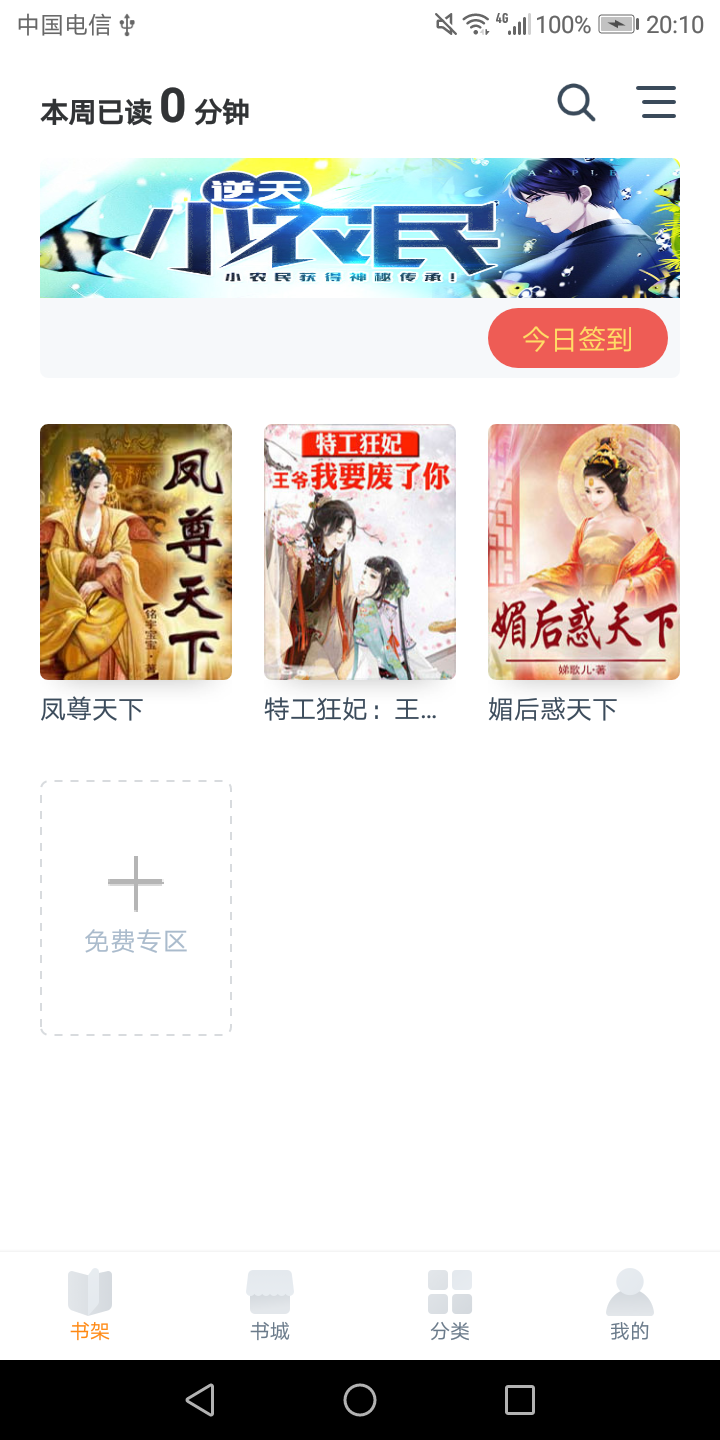 中国电信
4G
100%
20:10
本周已读 0 分钟
逆天
小农民
小农民获得神秘传承!
今日签到
凤尊天下
铭宇宝宝·著
特工狂妃
王爷我要废了你
媚后惑天下
娣歌儿·著
凤尊天下
特工狂妃：王...
媚后惑天下
免费专区
书架
书城
分类
我的